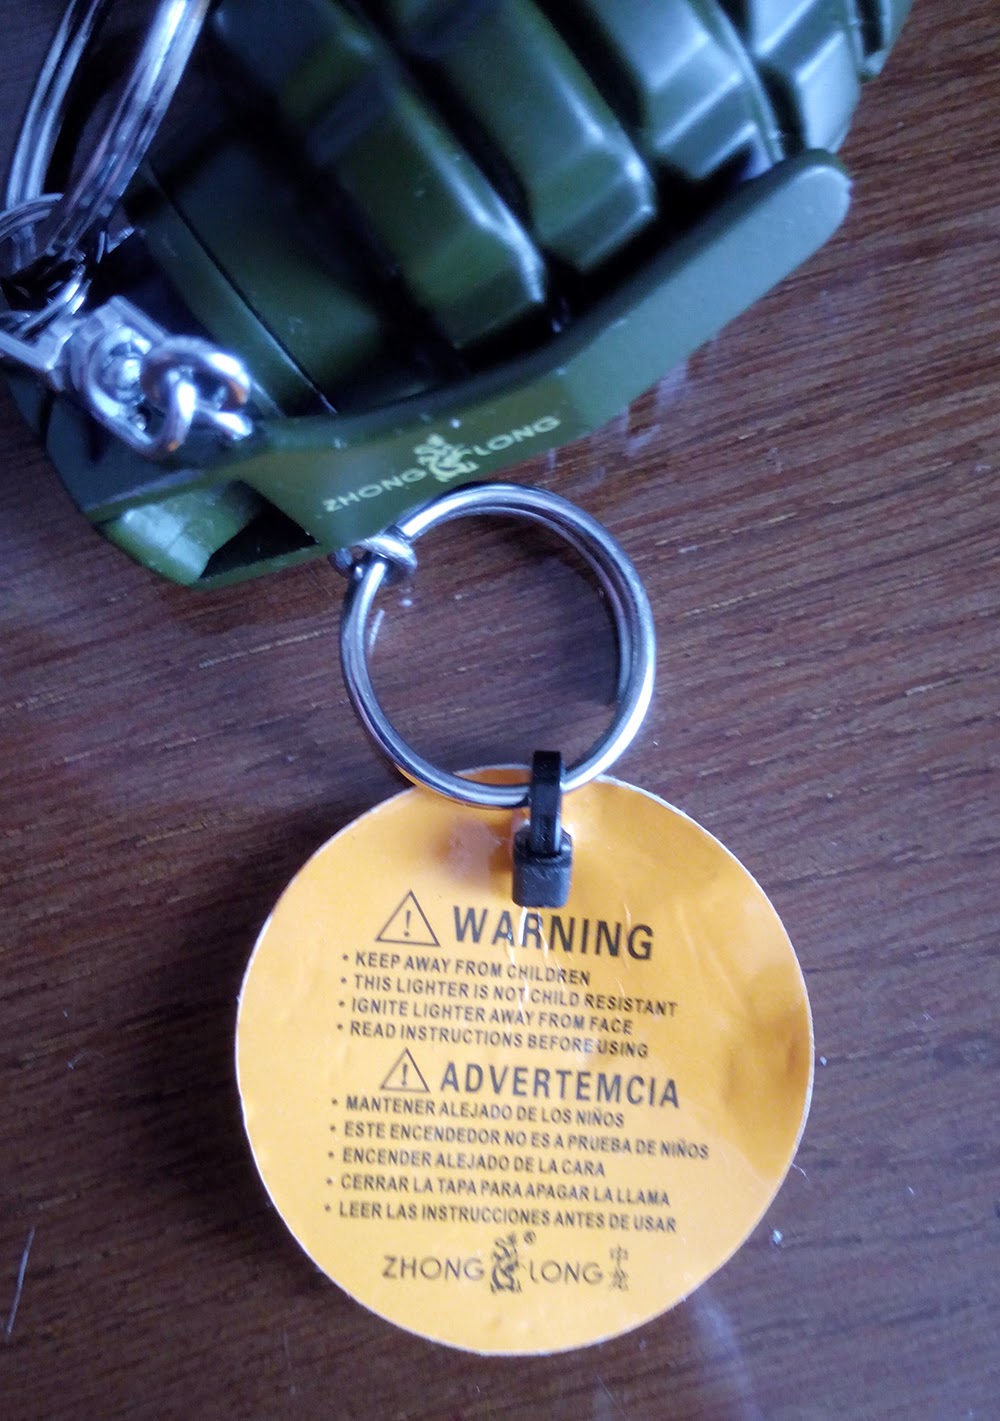 ZHONG LONG
WARNING
• KEEP AWAY FROM CHILDREN
• THIS LIGHTER IS NOT CHILD RESISTANT
• IGNITE LIGHTER AWAY FROM FACE
• READ INSTRUCTIONS BEFORE USING
ADVERTEMCIA
• MANTENER ALEJADO DE LOS NIÑOS
• ESTE ENCENDEDOR NO ES A PRUEBA DE NIÑOS
• ENCENDER ALEJADO DE LA CARA
• CERRAR LA TAPA PARA APAGAR LA LLAMA
• LEER LAS INSTRUCCIONES ANTES DE USAR
ZHONG ® LONG 中龙